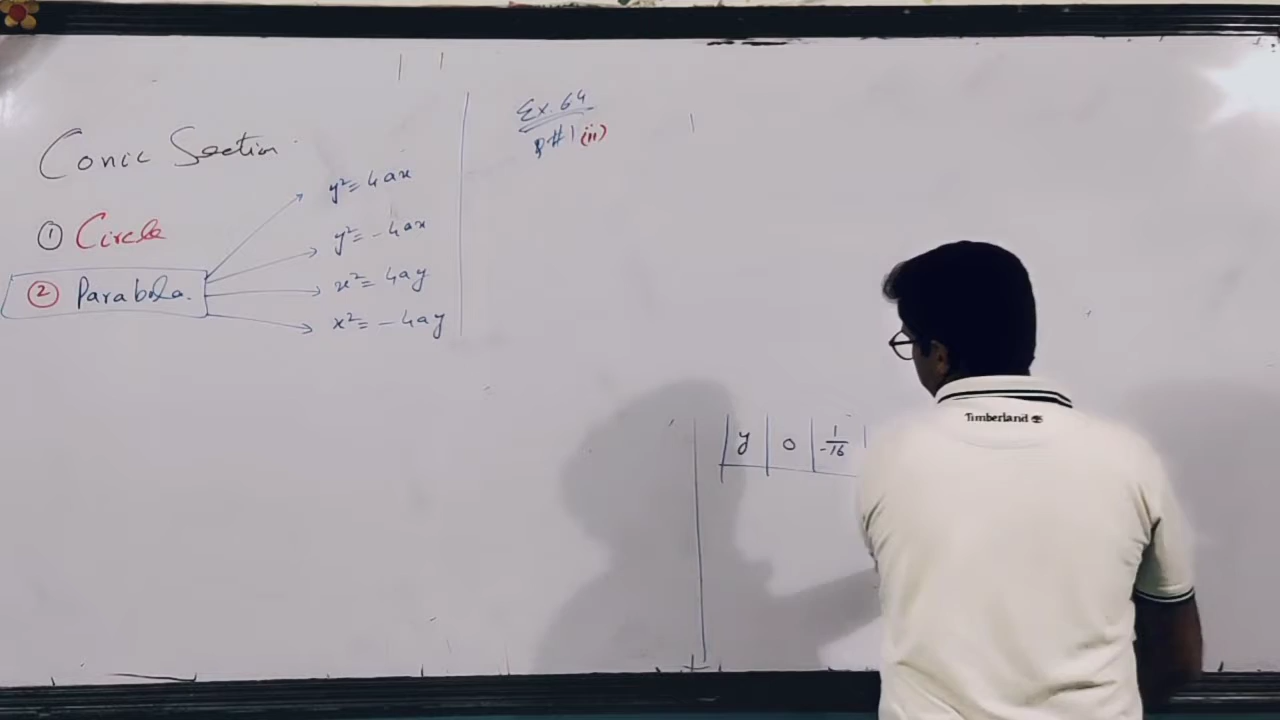 Conic Section
① Circle
② Parabola.
y² = 4ax
y² = -4ax
x² = 4ay
x² = -4ay
Ex. 6.4
Q#1(ii)
y | 0 | 1/-16 |
Timberland